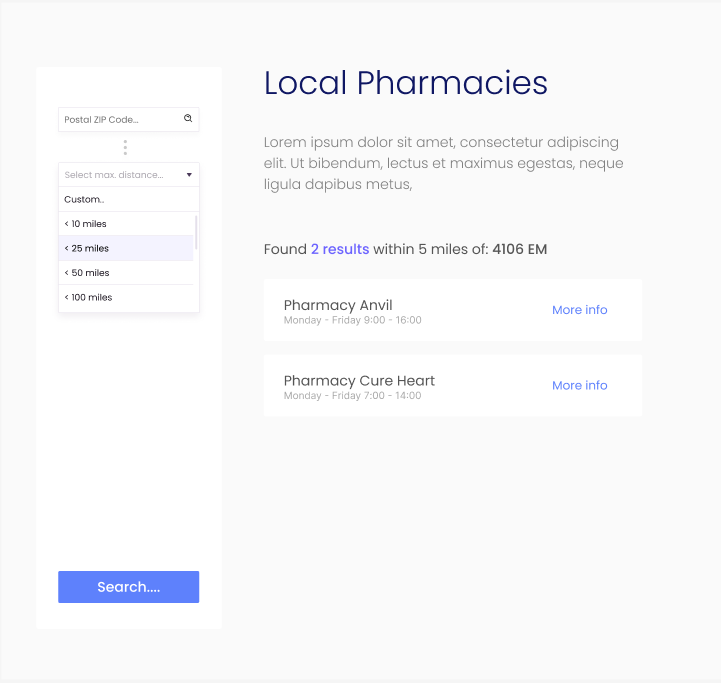 Postal ZIP Code...
Select max. distance...
Custom..
< 10 miles
< 25 miles
< 50 miles
< 100 miles
Search....
Local Pharmacies
Lorem ipsum dolor sit amet, consectetur adipiscing
elit. Ut bibendum, lectus et maximus egestas, neque
ligula dapibus metus,
Found 2 results within 5 miles of: 4106 EM
Pharmacy Anvil
Monday - Friday 9:00 - 16:00
More info
Pharmacy Cure Heart
Monday - Friday 7:00 - 14:00
More info